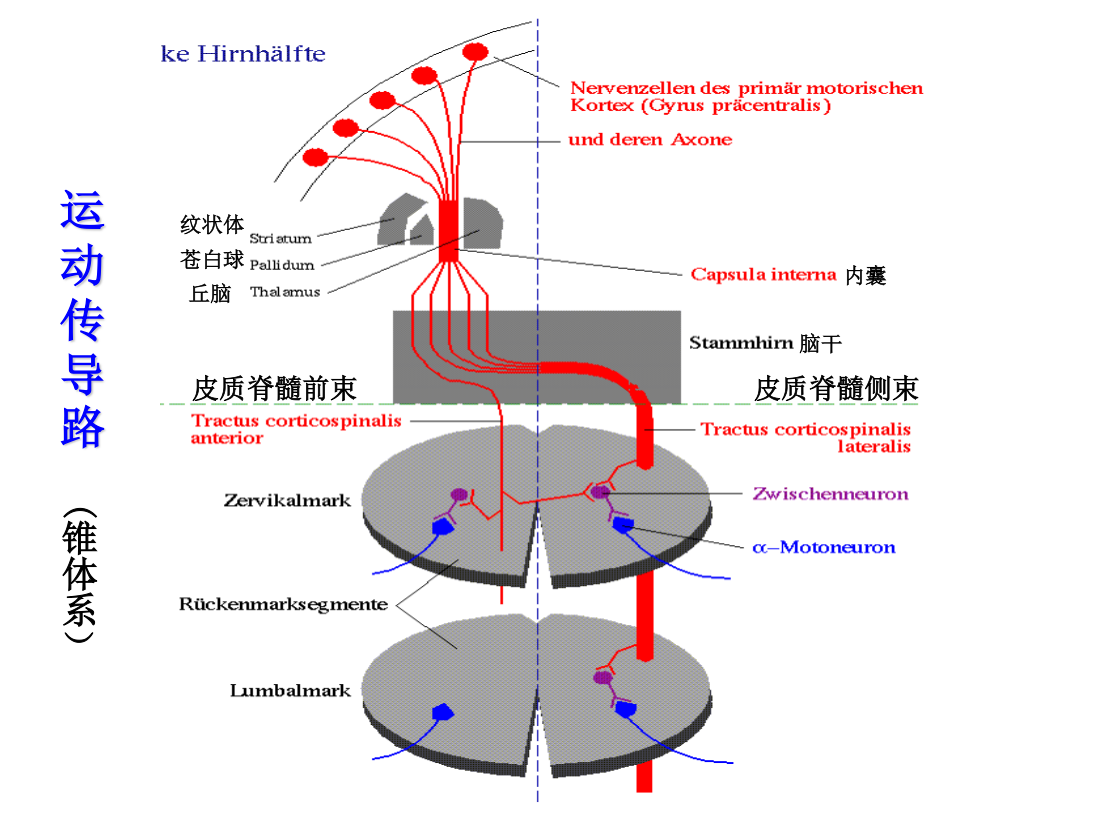 ke Hirnhälfte
Nervenzellen des primär motorischen
Kortex (Gyrus präcentralis)
und deren Axone
运动传导路
（锥体系）
纹状体 Striatum
苍白球 Pallidum
丘脑 Thalamus
Capsula interna 内囊
Stammhirn 脑干
皮质脊髓前束
皮质脊髓侧束
Tractus corticospinalis
anterior
Tractus corticospinalis
lateralis
Zervikalmark
Zwischenneuron
α-Motoneuron
Rückenmarksegmente
Lumbalmark